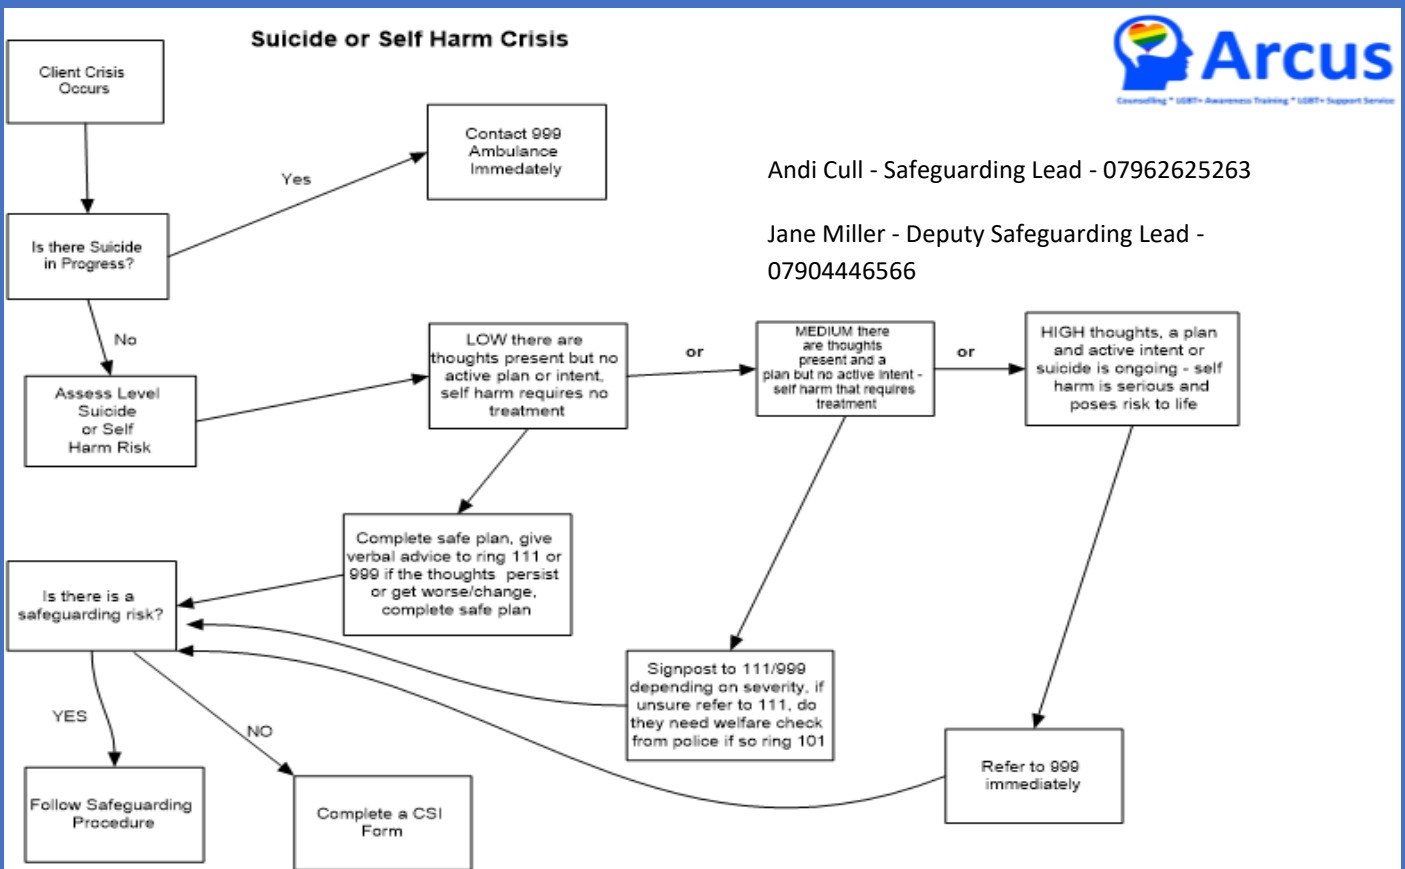 Suicide or Self Harm Crisis
Arcus
Counselling * LGBT+ Awareness Training * LGBT+ Support Service
Client Crisis
Occurs
Contact 999
Ambulance
Immedately
Yes
Andi Cull - Safeguarding Lead - 07962625263
Jane Miller - Deputy Safeguarding Lead -
07904446566
Is there Suicide
in Progress?
No
Assess Level
Suicide
or Self
Harm Risk
LOW there are
thoughts present but no
active plan or intent,
self harm requires no
treatment
or
MEDIUM there
are thoughts
present and a
plan but no active intent -
self harm that requires
treatment
or
HIGH thoughts, a plan
and active intent or
suicide is ongoing - self
harm is serious and
poses risk to life
Complete safe plan, give
verbal advice to ring 111 or
999 if the thoughts persist
or get worse/change,
complete safe plan
Signpost to 111/999
depending on severity, if
unsure refer to 111, do
they need welfare check
from police if so ring 101
Refer to 999
immediately
Is there is a
safeguarding risk?
YES
NO
Follow Safeguarding
Procedure
Complete a CSI
Form